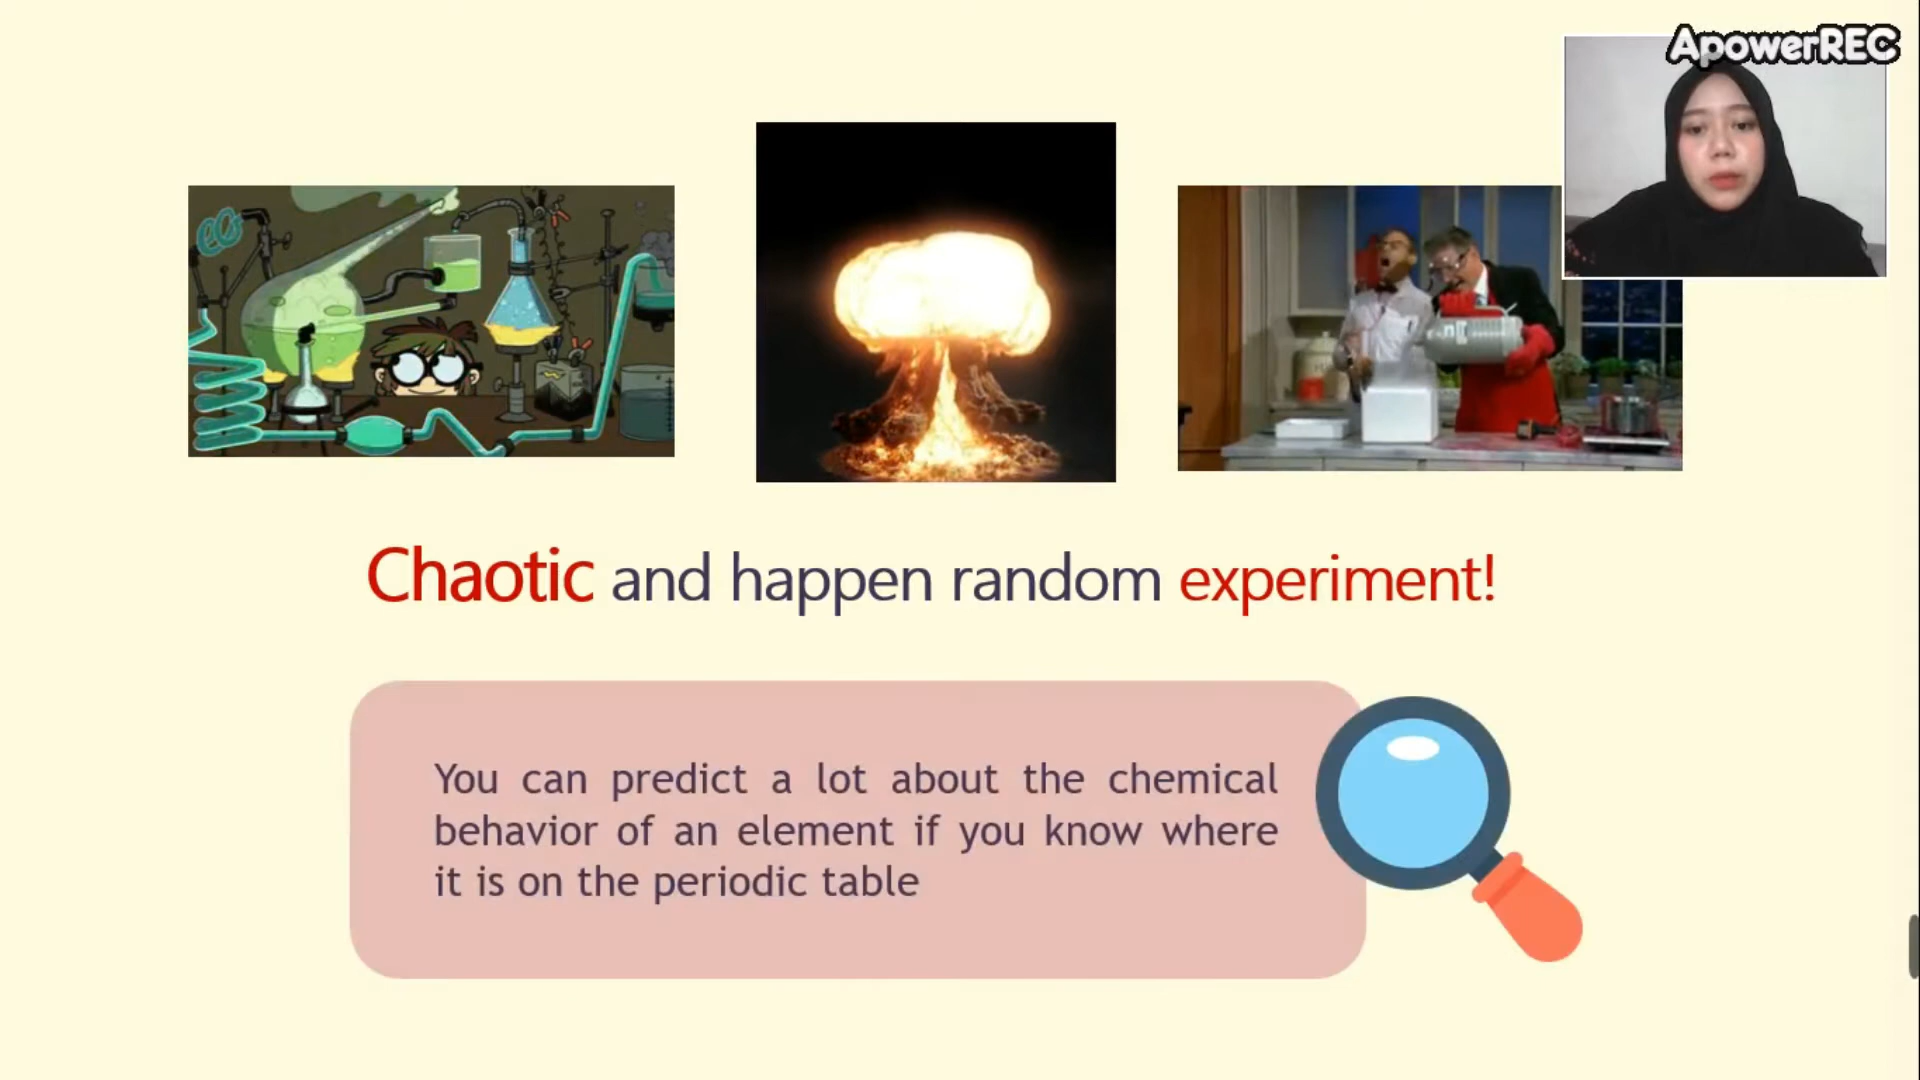 ApowerREC
Chaotic and happen random experiment!
You can predict a lot about the chemical
behavior of an element if you know where
it is on the periodic table